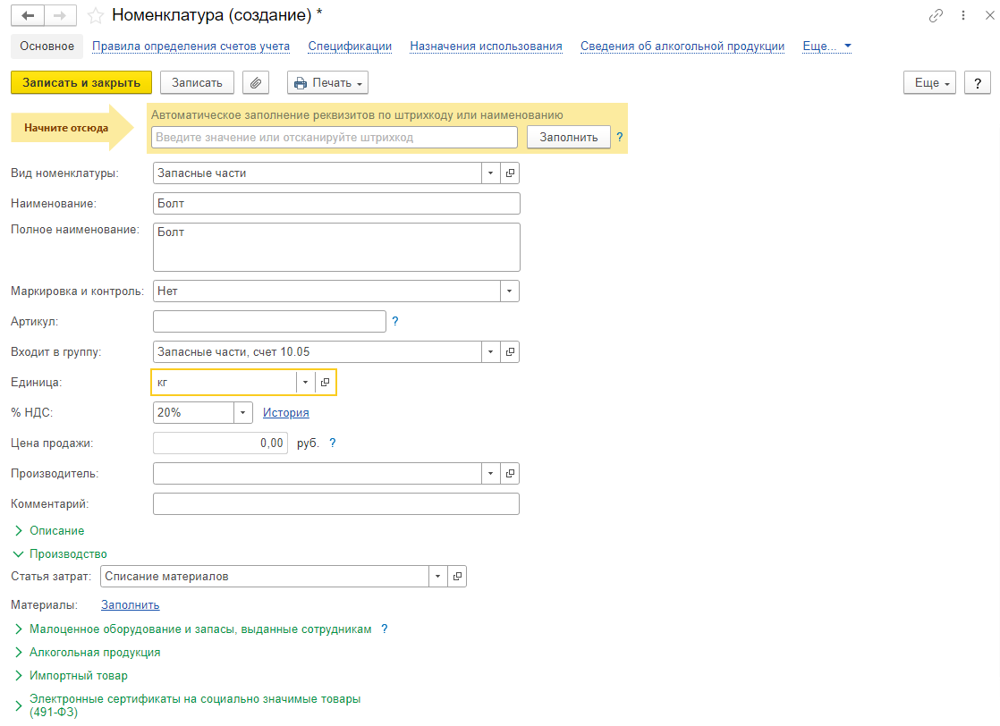 Номенклатура (создание) *
Основное Правила определения счетов учета Спецификации Назначения использования Сведения об алкогольной продукции Еще...
Записать и закрыть Записать Печать Еще ?
Начните отсюда
Автоматическое заполнение реквизитов по штрихкоду или наименованию
Введите значение или отсканируйте штрихкод Заполнить ?
Вид номенклатуры: Запасные части
Наименование: Болт
Полное наименование: Болт
Маркировка и контроль: Нет
Артикул: ?
Входит в группу: Запасные части, счет 10.05
Единица: кг
% НДС: 20% История
Цена продажи: 0,00 руб. ?
Производитель:
Комментарий:
Описание
Производство
Статья затрат: Списание материалов
Материалы: Заполнить
Малоценное оборудование и запасы, выданные сотрудникам ?
Алкогольная продукция
Импортный товар
Электронные сертификаты на социально значимые товары
(491-ФЗ)